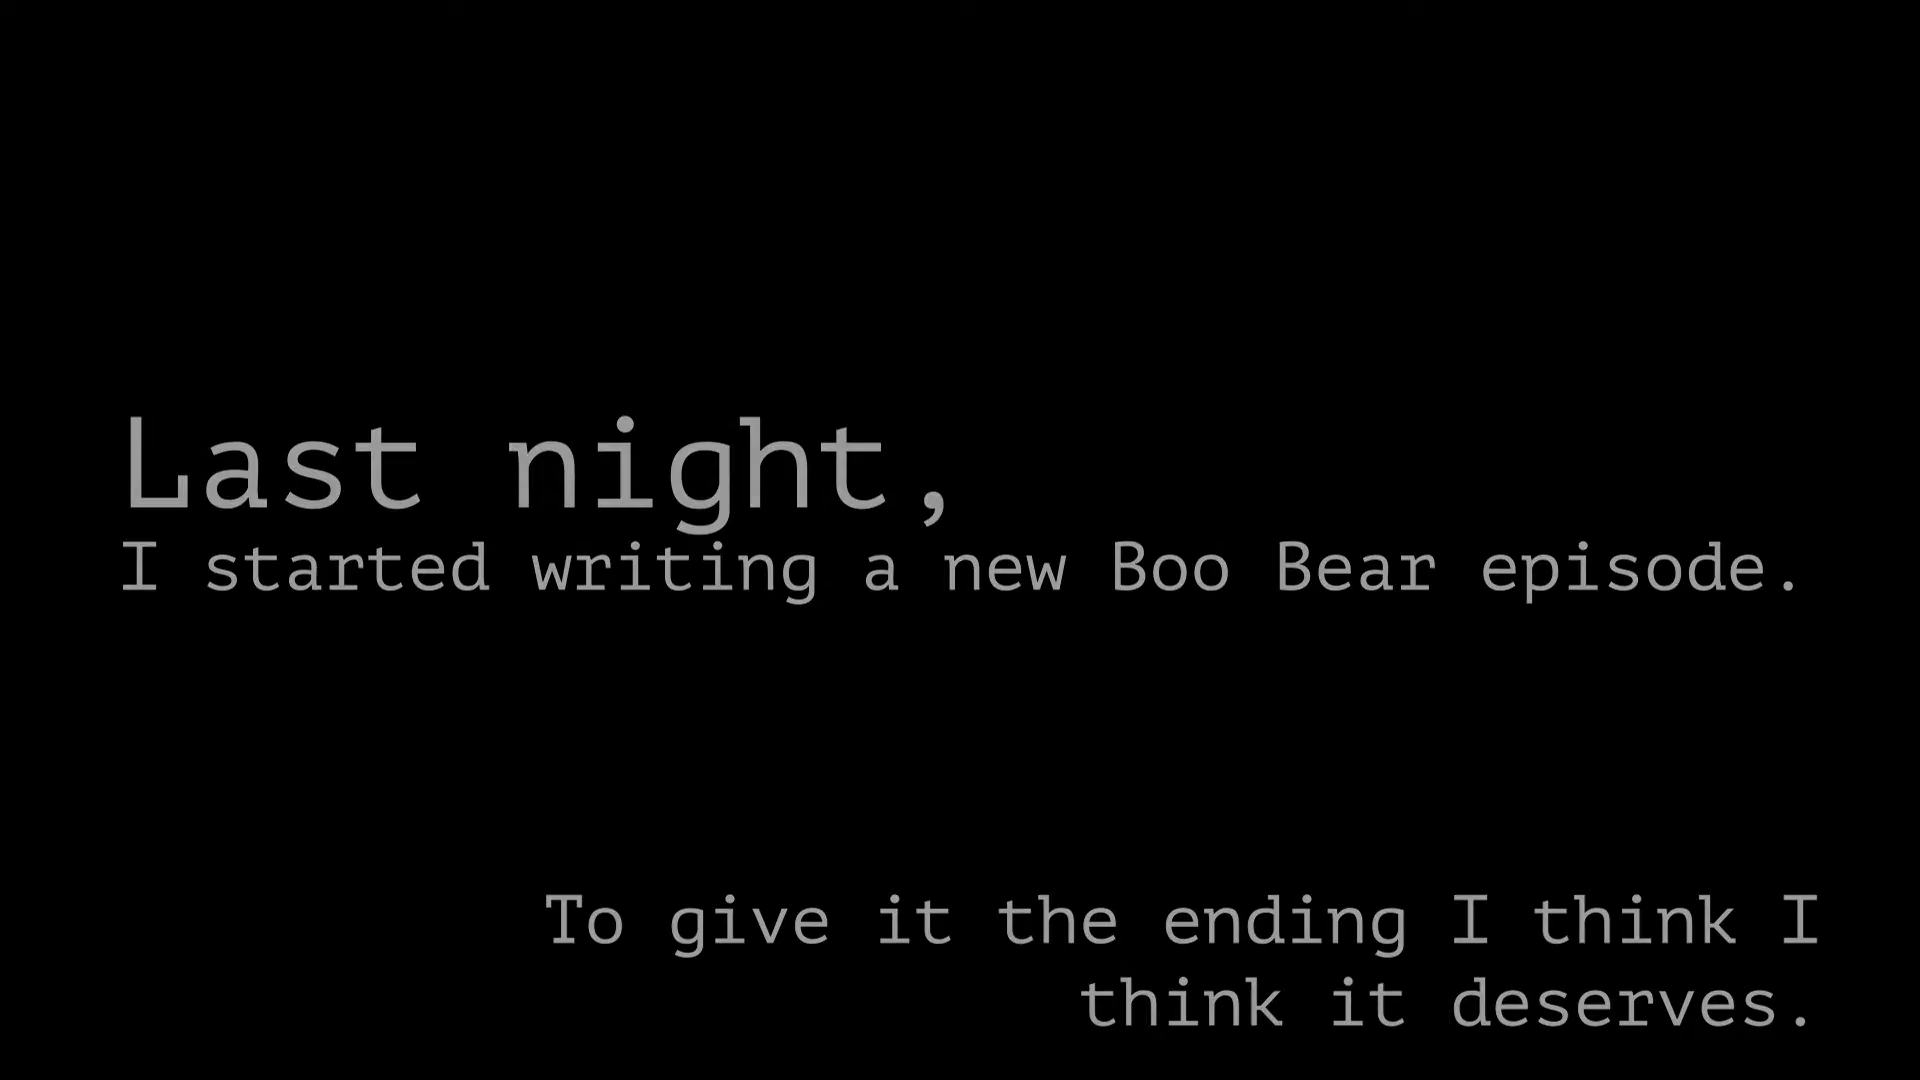 Last night,
I started writing a new Boo Bear episode.
To give it the ending I think I
think it deserves.